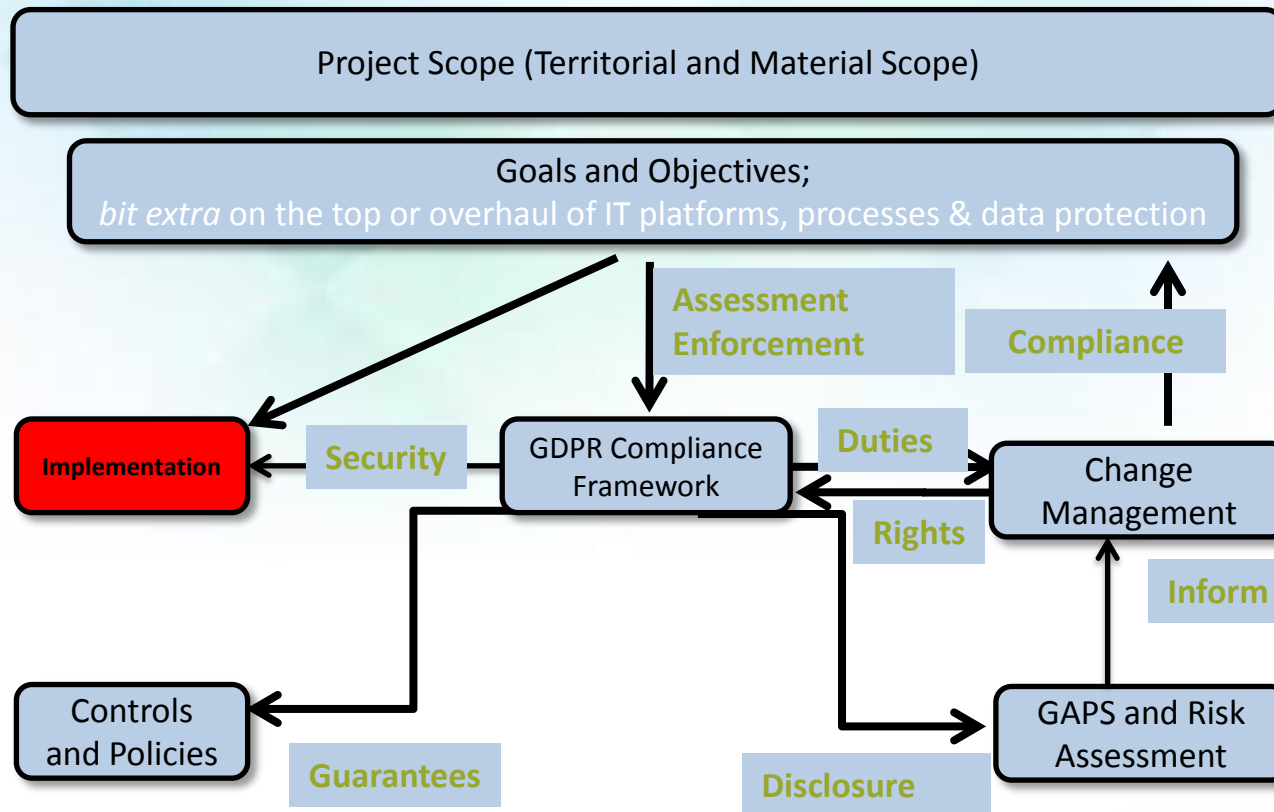 Project Scope (Territorial and Material Scope)
Goals and Objectives;
bit extra on the top or overhaul of IT platforms, processes & data protection
Assessment
Enforcement
Compliance
Implementation
Security
GDPR Compliance
Framework
Duties
Rights
Change
Management
Inform
Controls
and Policies
Guarantees
Disclosure
GAPS and Risk
Assessment